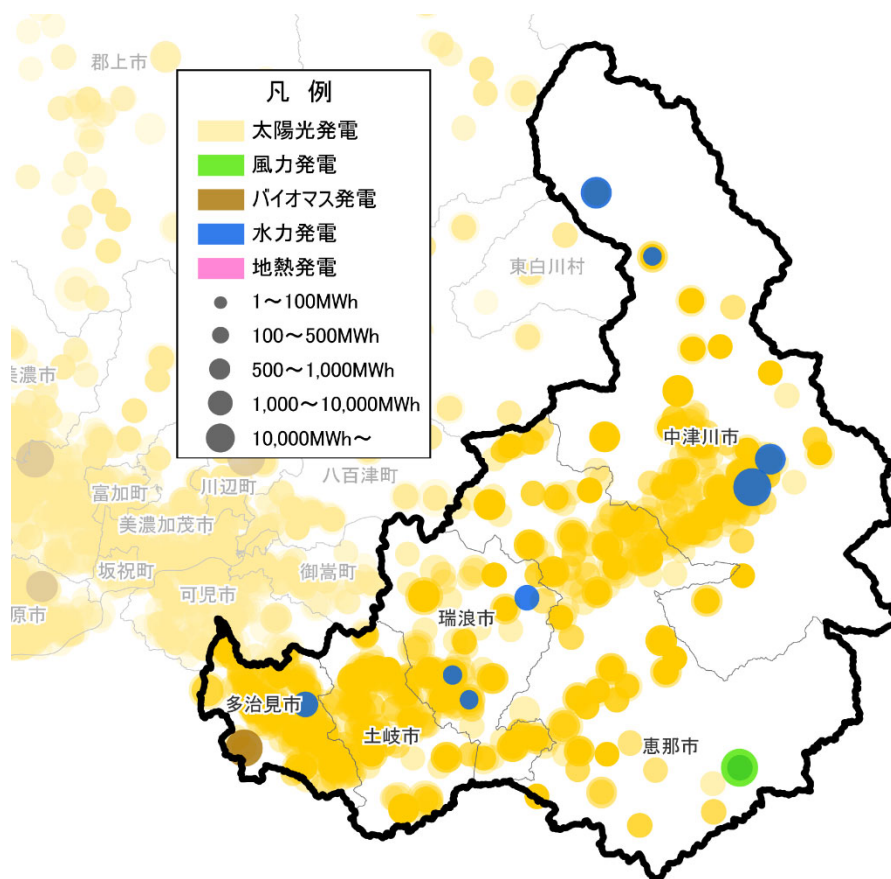 郡上市
凡 例
太陽光発電
風力発電
バイオマス発電
水力発電
地熱発電
1～100MWh
100～500MWh
500～1,000MWh
1,000～10,000MWh
10,000MWh～
東白川村
美濃市
中津川市
八百津町
富加町
川辺町
美濃加茂市
坂祝町
御嵩町
可児市
原市
瑞浪市
多治見市
土岐市
恵那市